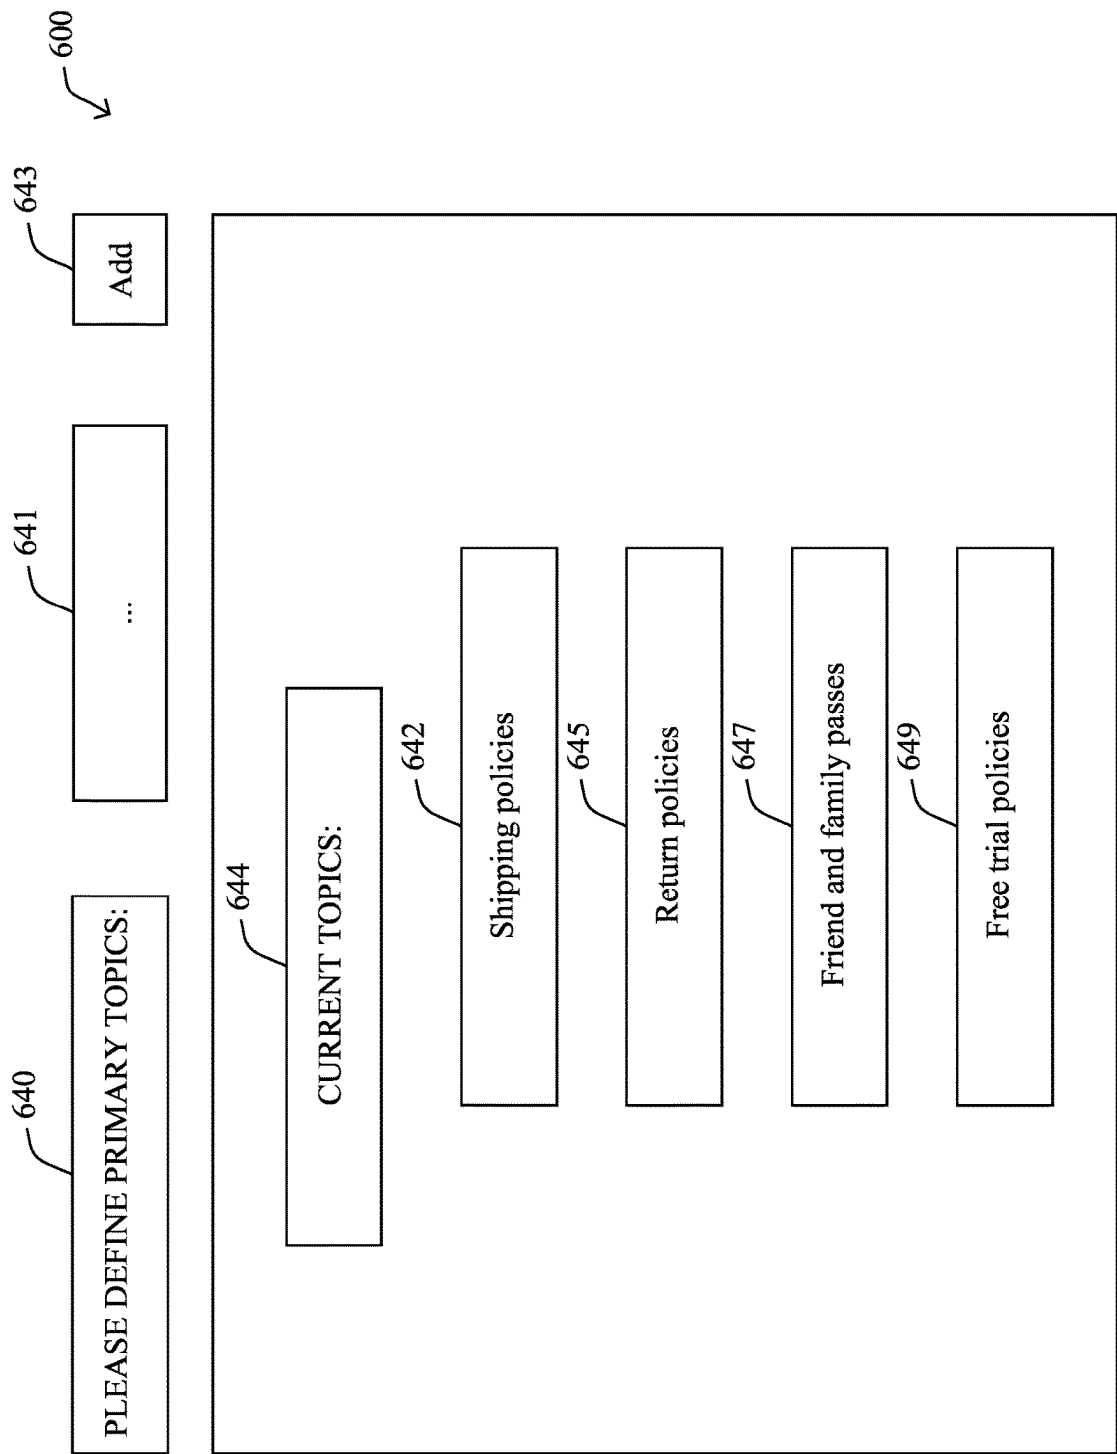 600
640
641
643
PLEASE DEFINE PRIMARY TOPICS:
...
Add
644
CURRENT TOPICS:
642
Shipping policies
645
Return policies
647
Friend and family passes
649
Free trial policies